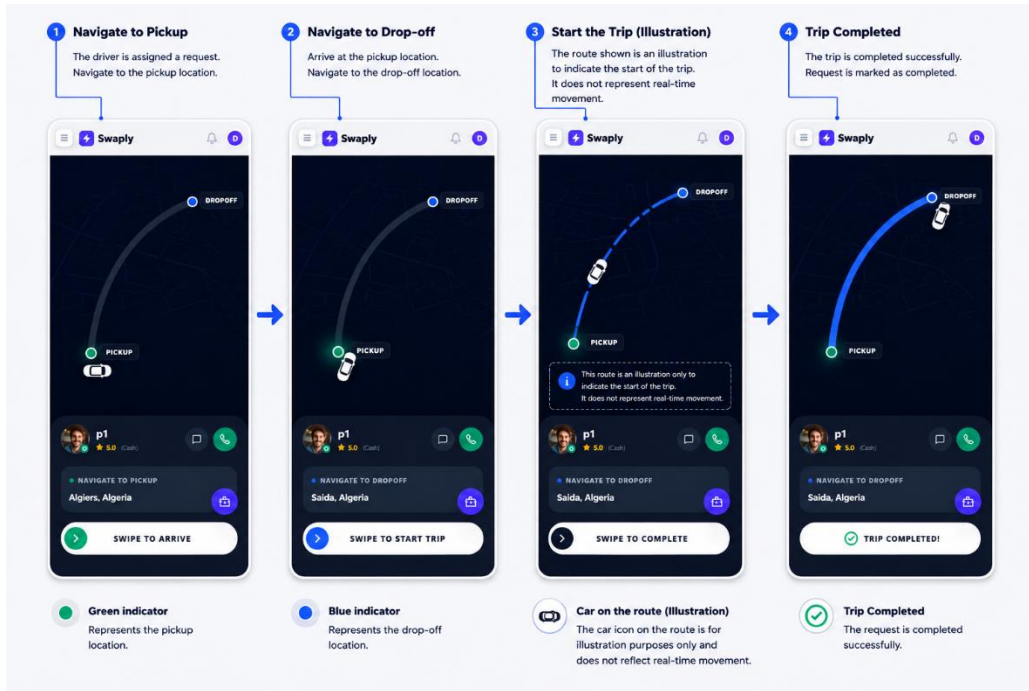 1 Navigate to Pickup
The driver is assigned a request.
Navigate to the pickup location.
2 Navigate to Drop-off
Arrive at the pickup location.
Navigate to the drop-off location.
3 Start the Trip (Illustration)
The route shown is an illustration
to indicate the start of the trip.
It does not represent real-time
movement.
4 Trip Completed
The trip is completed successfully.
Request is marked as completed.
Swaply
D
DROPOFF
PICKUP
p1
5.0 (Cash)
NAVIGATE TO PICKUP
Algiers, Algeria
SWIPE TO ARRIVE
Swaply
D
DROPOFF
PICKUP
p1
5.0 (Cash)
NAVIGATE TO DROPOFF
Saida, Algeria
SWIPE TO START TRIP
Swaply
D
DROPOFF
PICKUP
i
This route is an illustration only to
indicate the start of the trip.
It does not represent real-time movement.
p1
5.0 (Cash)
NAVIGATE TO DROPOFF
Saida, Algeria
SWIPE TO COMPLETE
Swaply
D
DROPOFF
PICKUP
p1
5.0 (Cash)
NAVIGATE TO DROPOFF
Saida, Algeria
TRIP COMPLETED!
Green indicator
Represents the pickup
location.
Blue indicator
Represents the drop-off
location.
Car on the route (Illustration)
The car icon on the route is for
illustration purposes only and
does not reflect real-time movement.
Trip Completed
The request is completed
successfully.